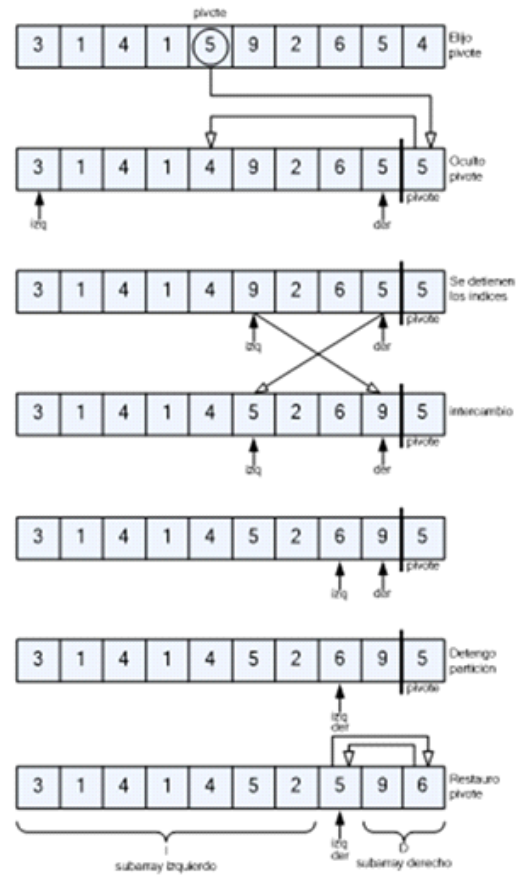 pivote
3 1 4 1 5 9 2 6 5 4
Elijo
pivote
3 1 4 1 4 9 2 6 5 5
Oculto
pivote
pivote
izq
der
3 1 4 1 4 9 2 6 5 5
Se detienen
los indices
pivote
izq
der
3 1 4 1 4 5 2 6 9 5
intercambio
pivote
izq
der
3 1 4 1 4 5 2 6 9 5
pivote
izq
der
3 1 4 1 4 5 2 6 9 5
Detengo
partición
pivote
izq
der
3 1 4 1 4 5 2 5 9 6
Restauro
pivote
I
subarray izquierdo
izq
der
D
subarray derecho